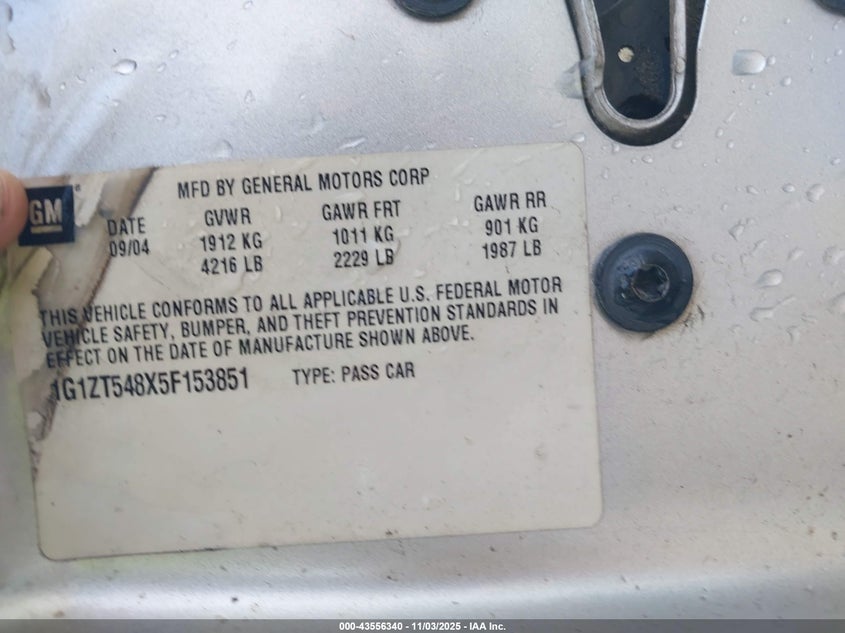 GM
MFD BY GENERAL MOTORS CORP
DATE GVWR GAWR FRT GAWR RR
09/04 1912 KG 1011 KG 901 KG
4216 LB 2229 LB 1987 LB
THIS VEHICLE CONFORMS TO ALL APPLICABLE U.S. FEDERAL MOTOR
VEHICLE SAFETY, BUMPER, AND THEFT PREVENTION STANDARDS IN
EFFECT ON THE DATE OF MANUFACTURE SHOWN ABOVE.
1G1ZT548X5F153851 TYPE: PASS CAR
000-43556340 - 11/03/2025 - IAA Inc.